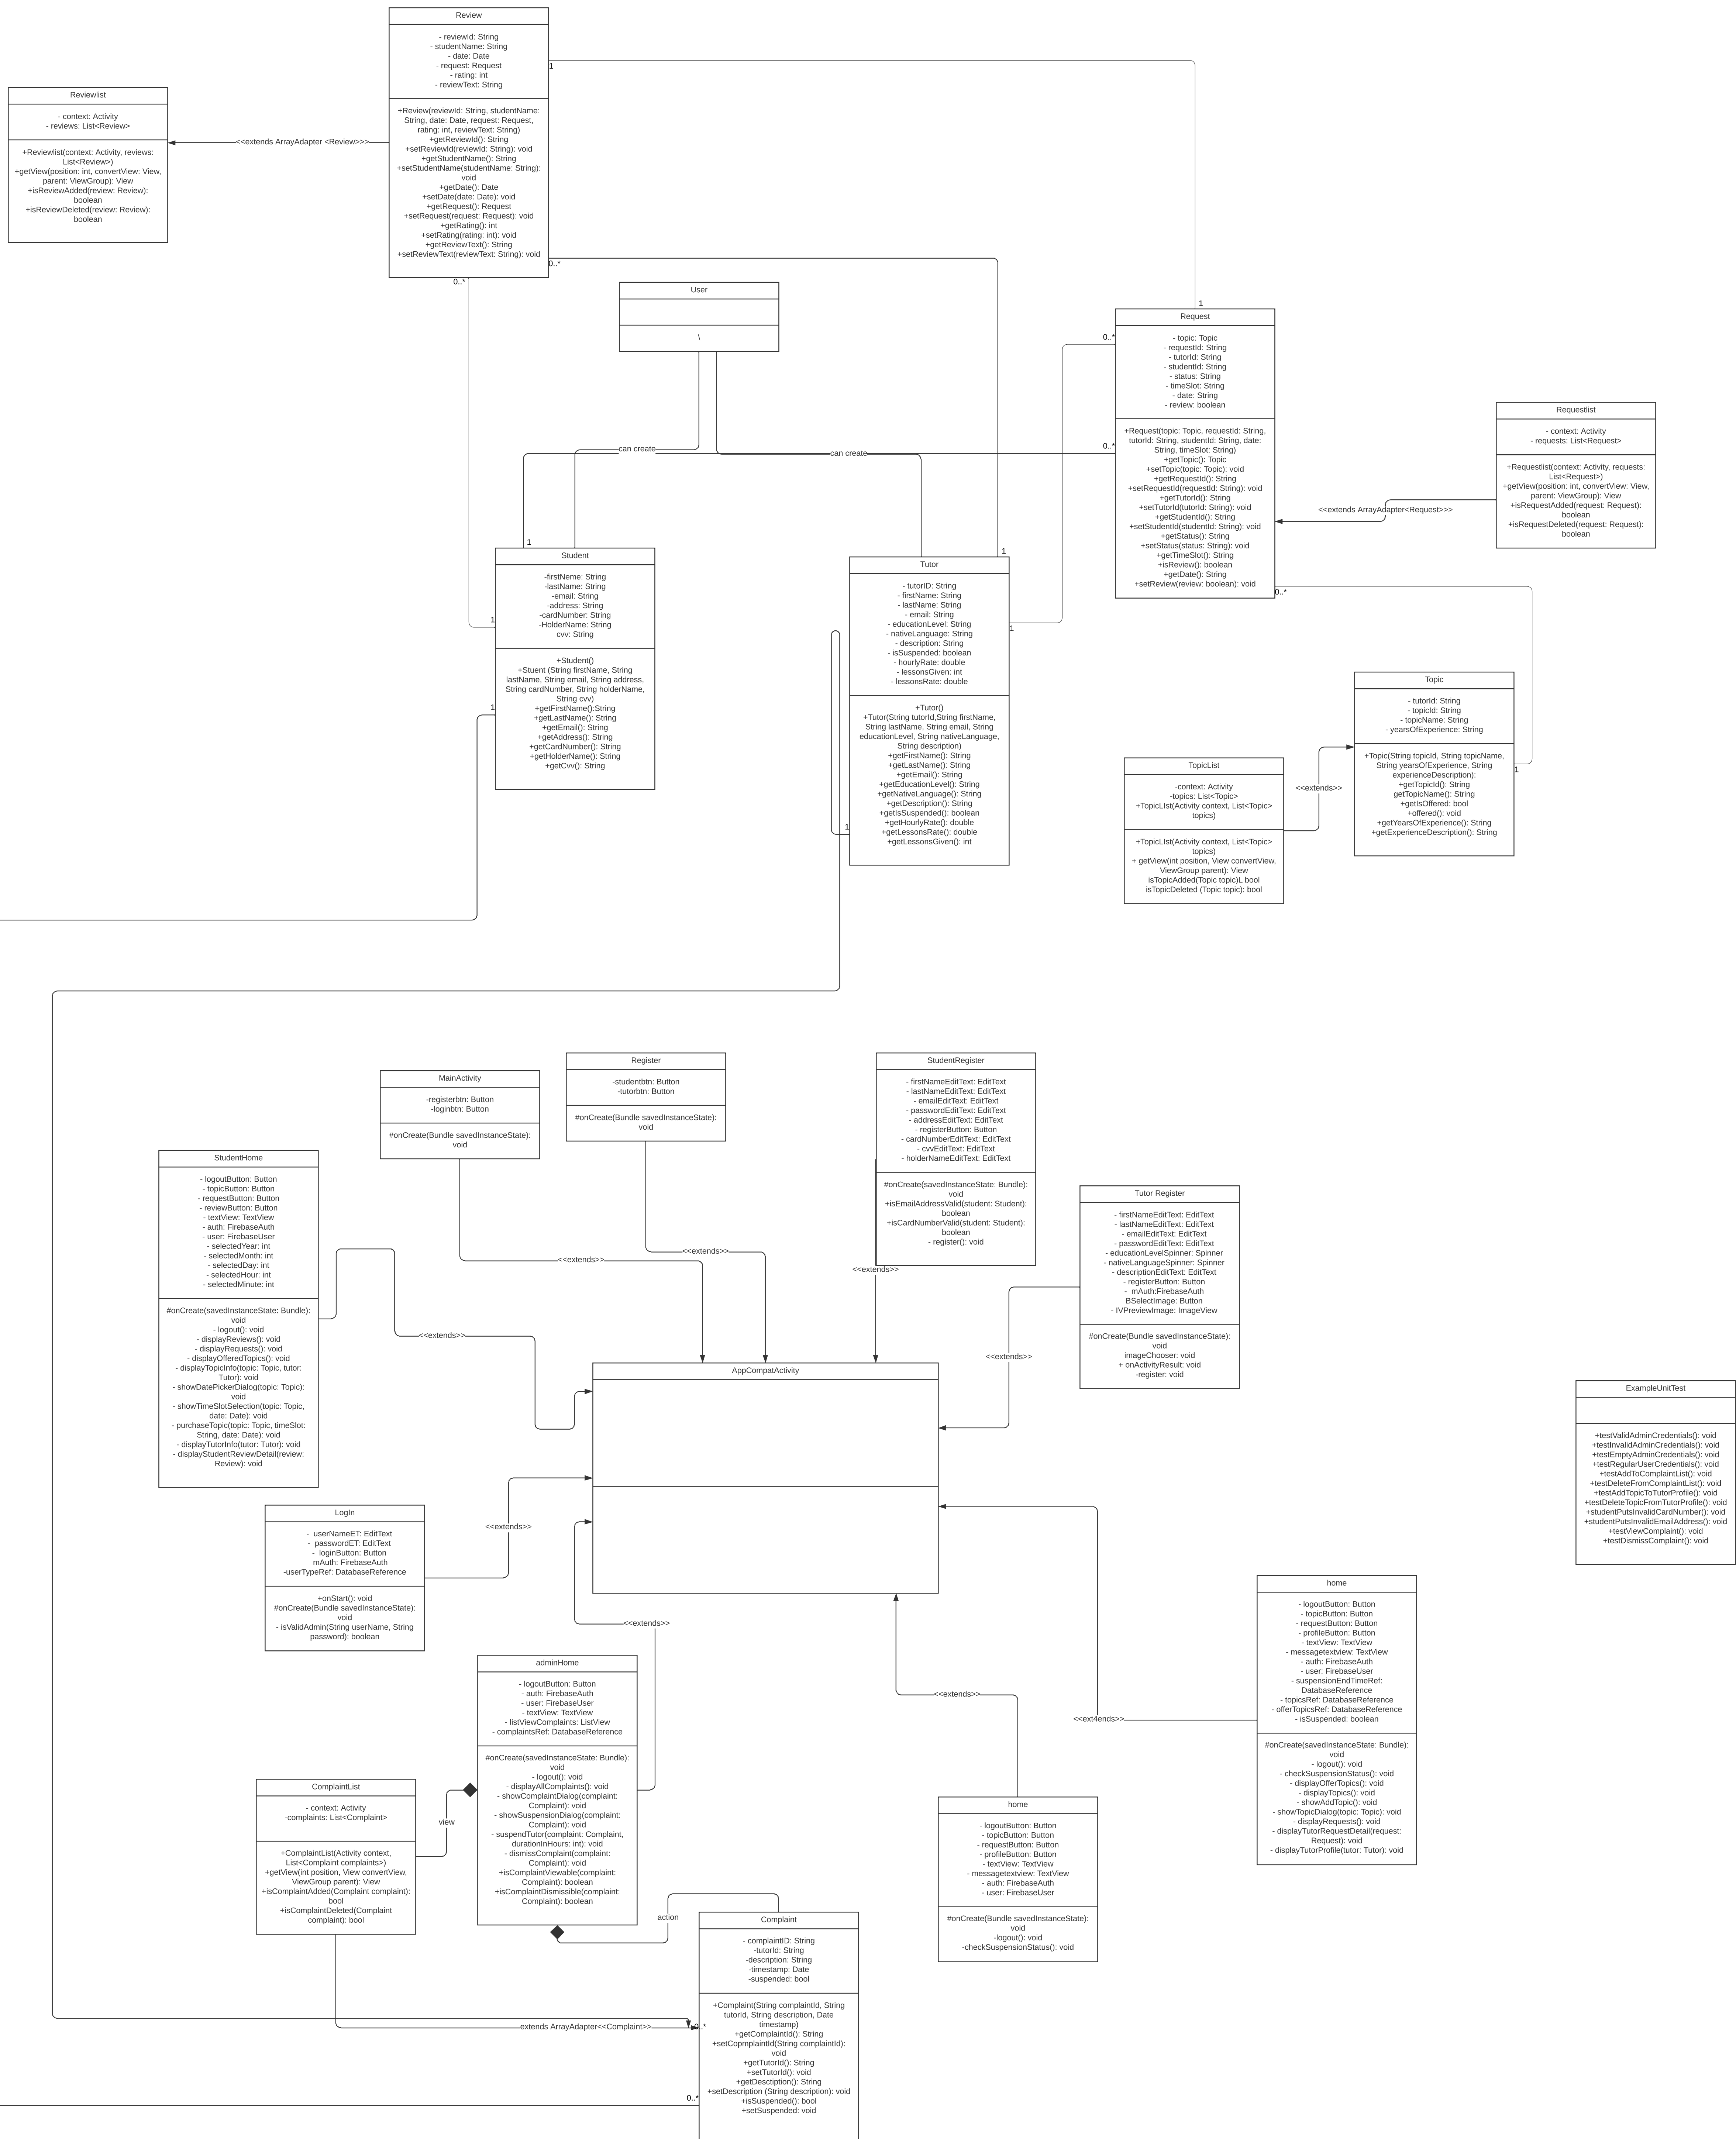 Review
- reviewId: String
- studentName: String
- date: Date
- request: Request
- rating: int
- reviewText: String
+Review(reviewId: String, studentName:
String, date: Date, request: Request,
rating: int, reviewText: String)
+getReviewId(): String
+setReviewId(reviewId: String): void
+getStudentName(): String
+setStudentName(studentName: String):
void
+getDate(): Date
+setDate(date: Date): void
+getRequest(): Request
+setRequest(request: Request): void
+getRating(): int
+setRating(rating: int): void
+getReviewText(): String
+setReviewText(reviewText: String): void
1
0..*
0..*
Reviewlist
- context: Activity
- reviews: List<Review>
+Reviewlist(context: Activity, reviews:
List<Review>)
+getView(position: int, convertView: View,
parent: ViewGroup): View
+isReviewAdded(review: Review):
boolean
+isReviewDeleted(review: Review):
boolean
<<extends ArrayAdapter <Review>>>
User
\
can create
can create
1
Request
- topic: Topic
- requestId: String
- tutorId: String
- studentId: String
- status: String
- timeSlot: String
- date: String
- review: boolean
+Request(topic: Topic, requestId: String,
tutorId: String, studentId: String, date:
String, timeSlot: String)
+getTopic(): Topic
+setTopic(topic: Topic): void
+getRequestId(): String
+setRequestId(requestId: String): void
+getTutorId(): String
+setTutorId(tutorId: String): void
+getStudentId(): String
+setStudentId(studentId: String): void
+getStatus(): String
+setStatus(status: String): void
+getTimeSlot(): String
+isReview(): boolean
+getDate(): String
+setReview(review: boolean): void
0..*
0..*
0..*
Requestlist
- context: Activity
- requests: List<Request>
+Requestlist(context: Activity, requests:
List<Request>)
+getView(position: int, convertView: View,
parent: ViewGroup): View
+isRequestAdded(request: Request):
boolean
+isRequestDeleted(request: Request):
boolean
<<extends ArrayAdapter<Request>>>
1
Student
-firstNeme: String
-lastName: String
-email: String
-address: String
-cardNumber: String
-HolderName: String
cvv: String
+Student()
+Stuent (String firstName, String
lastName, String email, String address,
String cardNumber, String holderName,
String cvv)
+getFirstName():String
+getLastName(): String
+getEmail(): String
+getAddress(): String
+getCardNumber(): String
+getHolderName(): String
+getCvv(): String
1
1
1
Tutor
- tutorID: String
- firstName: String
- lastName: String
- email: String
- educationLevel: String
- nativeLanguage: String
- description: String
- isSuspended: boolean
- hourlyRate: double
- lessonsGiven: int
- lessonsRate: double
+Tutor()
+Tutor(String tutorId,String firstName,
String lastName, String email, String
educationLevel, String nativeLanguage,
String description)
+getFirstName(): String
+getLastName(): String
+getEmail(): String
+getEducationLevel(): String
+getNativeLanguage(): String
+getDescription(): String
+getIsSuspended(): boolean
+getHourlyRate(): double
+getLessonsRate(): double
+getLessonsGiven(): int
1
1
Topic
- tutorId: String
- topicId: String
- topicName: String
- yearsOfExperience: String
+Topic(String topicId, String topicName,
String yearsOfExperience, String
experienceDescription):
+getTopicId(): String
getTopicName(): String
+getIsOffered: bool
+offered(): void
+getYearsOfExperience(): String
+getExperienceDescription(): String
1
TopicList
-context: Activity
-topics: List<Topic>
+TopicLIst(Activity context, List<Topic>
topics)
+TopicLIst(Activity context, List<Topic>
topics)
+ getView(int position, View convertView,
ViewGroup parent): View
isTopicAdded(Topic topic)L bool
isTopicDeleted (Topic topic): bool
<<extends>>
MainActivity
-registerbtn: Button
-loginbtn: Button
#onCreate(Bundle savedInstanceState):
void
<<extends>>
Register
-studentbtn: Button
-tutorbtn: Button
#onCreate(Bundle savedInstanceState):
void
<<extends>>
StudentRegister
- firstNameEditText: EditText
- lastNameEditText: EditText
- emailEditText: EditText
- passwordEditText: EditText
- addressEditText: EditText
- registerButton: Button
- cardNumberEditText: EditText
- cvvEditText: EditText
- holderNameEditText: EditText
#onCreate(savedInstanceState: Bundle):
void
+isEmailAddressValid(student: Student):
boolean
+isCardNumberValid(student: Student):
boolean
- register(): void
<<extends>>
Tutor Register
- firstNameEditText: EditText
- lastNameEditText: EditText
- emailEditText: EditText
- passwordEditText: EditText
- educationLevelSpinner: Spinner
- nativeLanguageSpinner: Spinner
- descriptionEditText: EditText
- registerButton: Button
- mAuth:FirebaseAuth
BSelectImage: Button
- IVPreviewImage: ImageView
#onCreate(Bundle savedInstanceState):
void
imageChooser: void
+ onActivityResult: void
-register: void
<<extends>>
StudentHome
- logoutButton: Button
- topicButton: Button
- requestButton: Button
- reviewButton: Button
- textView: TextView
- auth: FirebaseAuth
- user: FirebaseUser
- selectedYear: int
- selectedMonth: int
- selectedDay: int
- selectedHour: int
- selectedMinute: int
#onCreate(savedInstanceState: Bundle):
void
- logout(): void
- displayReviews(): void
- displayRequests(): void
- displayOfferedTopics(): void
- displayTopicInfo(topic: Topic, tutor:
Tutor): void
- showDatePickerDialog(topic: Topic):
void
- showTimeSlotSelection(topic: Topic,
date: Date): void
- purchaseTopic(topic: Topic, timeSlot:
String, date: Date): void
- displayTutorInfo(tutor: Tutor): void
- displayStudentReviewDetail(revew:
Review): void
<<extends>>
AppCompatActivity
ExampleUnitTest
+testValidAdminCredentials(): void
+testInvalidAdminCredentials(): void
+testEmptyAdminCredentials(): void
+testRegularUserCredentials(): void
+testAddToComplaintList(): void
+testDeleteFromComplaintList(): void
+testAddTopicToTutorProfile(): void
+testDeleteTopicFromTutorProfile(): void
+studentPutsInvalidCardNumber(): void
+studentPutsInvalidEmailAddress(): void
+testViewComplaint(): void
+testDismissComplaint(): void
LogIn
- userNameET: EditText
- passwordET: EditText
- loginButton: Button
mAuth: FirebaseAuth
-userTypeRef: DatabaseReference
+onStart(): void
#onCreate(Bundle savedInstanceState):
void
- isValidAdmin(String userName, String
password): boolean
<<extends>>
<<extends>>
adminHome
- logoutButton: Button
- auth: FirebaseAuth
- user: FirebaseUser
- textView: TextView
- listViewComplaints: ListView
- complaintsRef: DatabaseReference
#onCreate(savedInstanceState: Bundle):
void
- logout(): void
- displayAllComplaints(): void
- showComplaintDialog(complaint:
Complaint): void
- showSuspensionDialog(complaint:
Complaint): void
- suspendTutor(complaint: Complaint,
durationInHours: int): void
- dismissComplaint(complaint:
Complaint): void
+isComplaintViewable(complaint:
Complaint): boolean
+isComplaintDismissible(complaint:
Complaint): boolean
home
- logoutButton: Button
- topicButton: Button
- requestButton: Button
- profileButton: Button
- textView: TextView
- messagetextview: TextView
- auth: FirebaseAuth
- user: FirebaseUser
- suspensionEndTimeRef:
DatabaseReference
- topicsRef: DatabaseReference
- offerTopicsRef: DatabaseReference
- isSuspended: boolean
#onCreate(savedInstanceState: Bundle):
void
- logout(): void
- checkSuspensionStatus(): void
- displayOfferTopics(): void
- displayTopics(): void
- showAddTopic(): void
- showTopicDialog(topic: Topic): void
- displayRequests(): void
- displayTutorRequestDetail(request:
Request): void
- displayTutorProfile(tutor: Tutor): void
<<ext4ends>>
<<extends>>
home
- logoutButton: Button
- topicButton: Button
- requestButton: Button
- profileButton: Button
- textView: TextView
- messagetextview: TextView
- auth: FirebaseAuth
- user: FirebaseUser
#onCreate(Bundle savedInstanceState):
void
-logout(): void
-checkSuspensionStatus(): void
ComplaintList
- context: Activity
-complaints: List<Complaint>
+ComplaintList(Activity context,
List<Complaint complaints>)
+getView(int position, View convertView,
ViewGroup parent): View
+isComplaintAdded(Complaint complaint):
bool
+isComplaintDeleted(Complaint
complaint): bool
view
action
Complaint
- complaintID: String
-tutorId: String
-description: String
-timestamp: Date
-suspended: bool
+Complaint(String complaintId, String
tutorId, String description, Date
timestamp)
+getComplaintId(): String
+setCopmplaintId(String complaintId):
void
+getTutorId(): String
+setTutorId(): void
+getDesctiption(): String
+setDescription (String description): void
+isSuspended(): bool
+setSuspended: void
extends ArrayAdapter<<Complaint>>
0..*
0..*